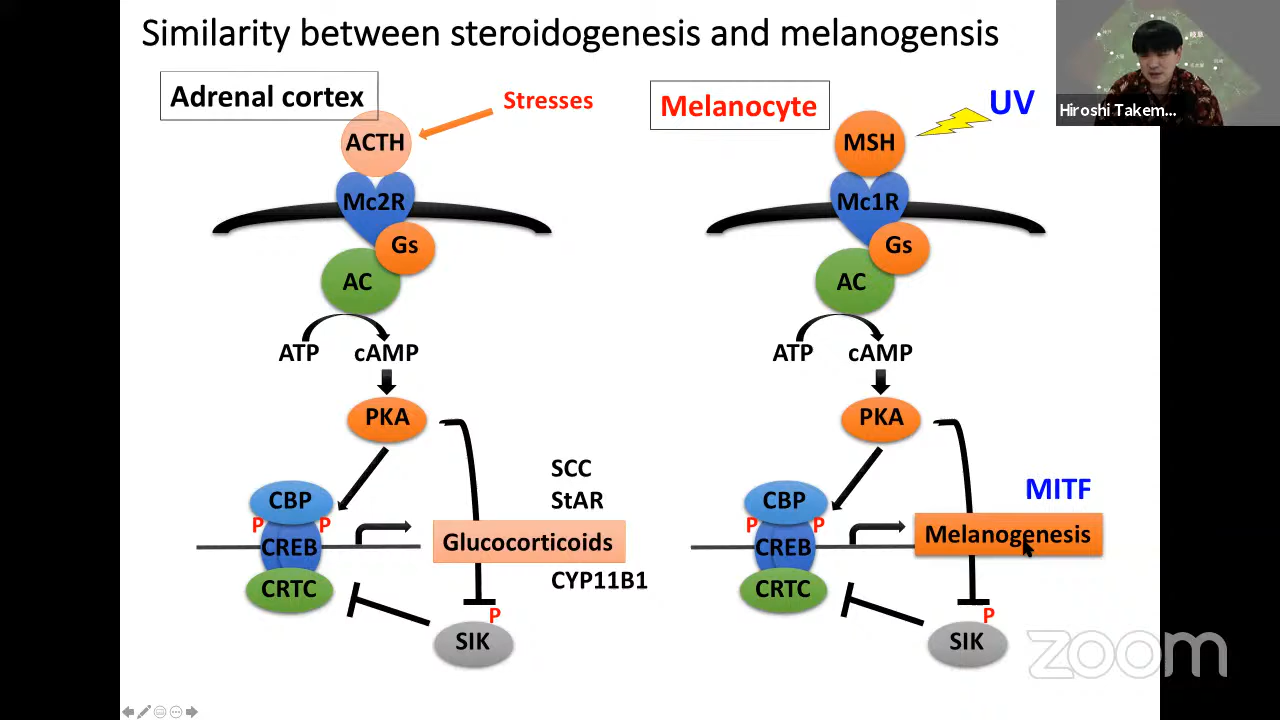 Similarity between steroidogenesis and melanogensis
Adrenal cortex
Stresses
ACTH
Mc2R
Gs
AC
ATP
cAMP
PKA
SCC
StAR
CBP
P
P
CREB
Glucocorticoids
CYP11B1
CRTC
P
SIK
Melanocyte
UV
MSH
Mc1R
Gs
AC
ATP
cAMP
PKA
MITF
CBP
P
P
CREB
Melanogenesis
CRTC
P
SIK
Hiroshi Takem...
zoom